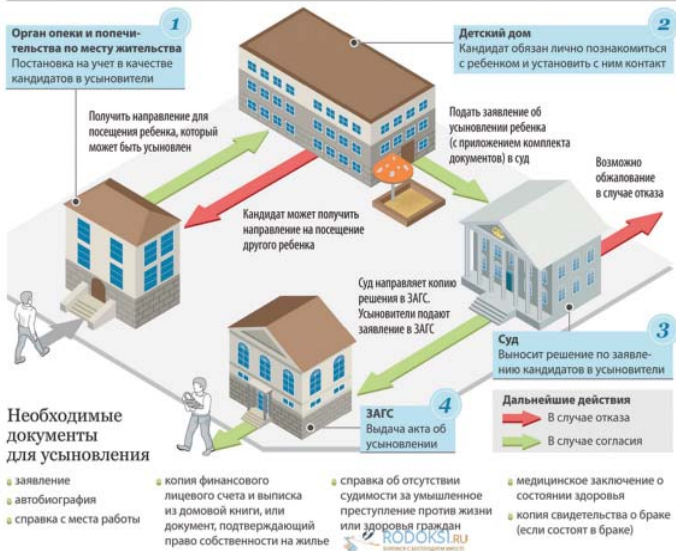 1
Орган опеки и попечи-
тельства по месту жительства
Постановка на учет в качестве
кандидатов в усыновители
2
Детский дом
Кандидат обязан лично познакомиться
с ребенком и установить с ним контакт
Получить направление для
посещения ребенка, который
может быть усыновлен
Подать заявление об
усыновлении ребенка
(с приложением комплекта
документов) в суд
Возможно
обжалование
в случае отказа
Кандидат может получить
направление на посещение
другого ребенка
Суд направляет копию
решения в ЗАГС.
Усыновители подают
заявление в ЗАГС
3
Суд
Выносит решение по заявле-
нию кандидатов в усыновители
4
ЗАГС
Выдача акта об
усыновлении
Дальнейшие действия
В случае отказа
В случае согласия
Необходимые
документы
для усыновления
заявление
автобиография
справка с места работы
копия финансового
лицевого счета и выписка
из домовой книги, или
документ, подтверждающий
право собственности на жилье
справка об отсутствии
судимости за умышленное
преступление против жизни
или здоровья граждан
медицинское заключение о
состоянии здоровья
копия свидетельства о браке
(если состоят в браке)
RODOKSI.RU